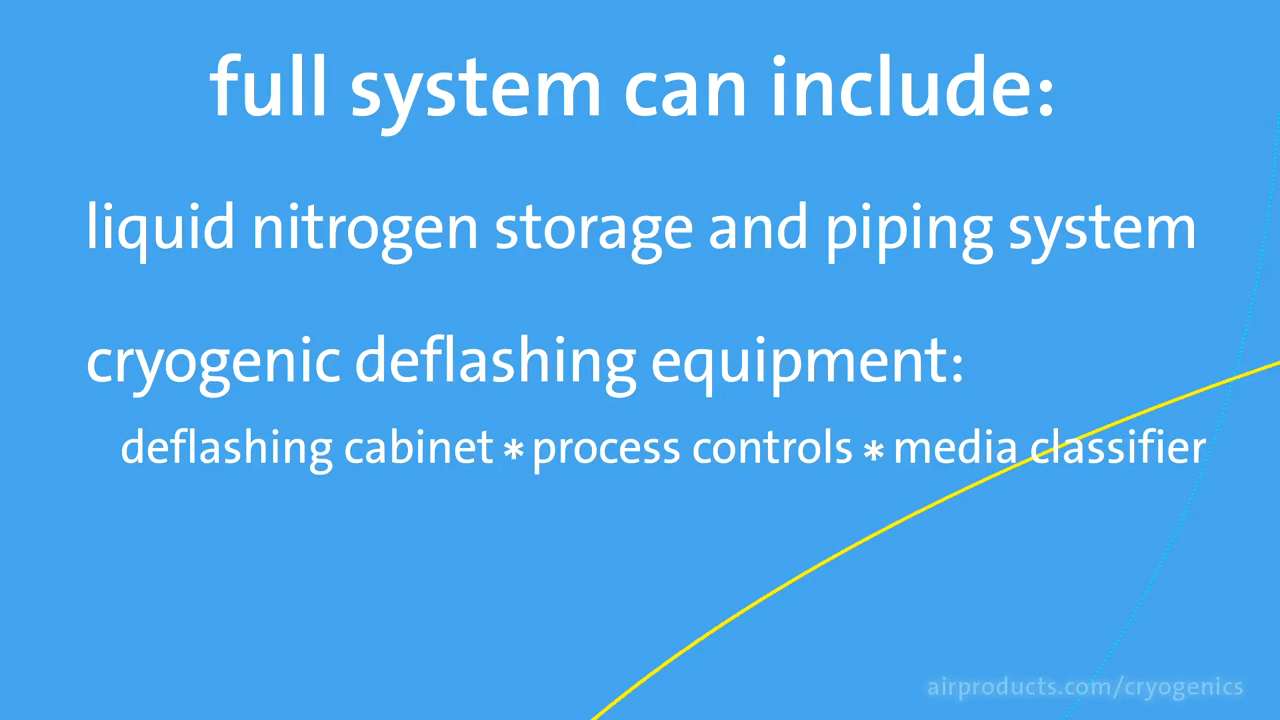 full system can include:
liquid nitrogen storage and piping system
cryogenic deflashing equipment:
deflashing cabinet * process controls * media classifier
airproducts.com/cryogenics